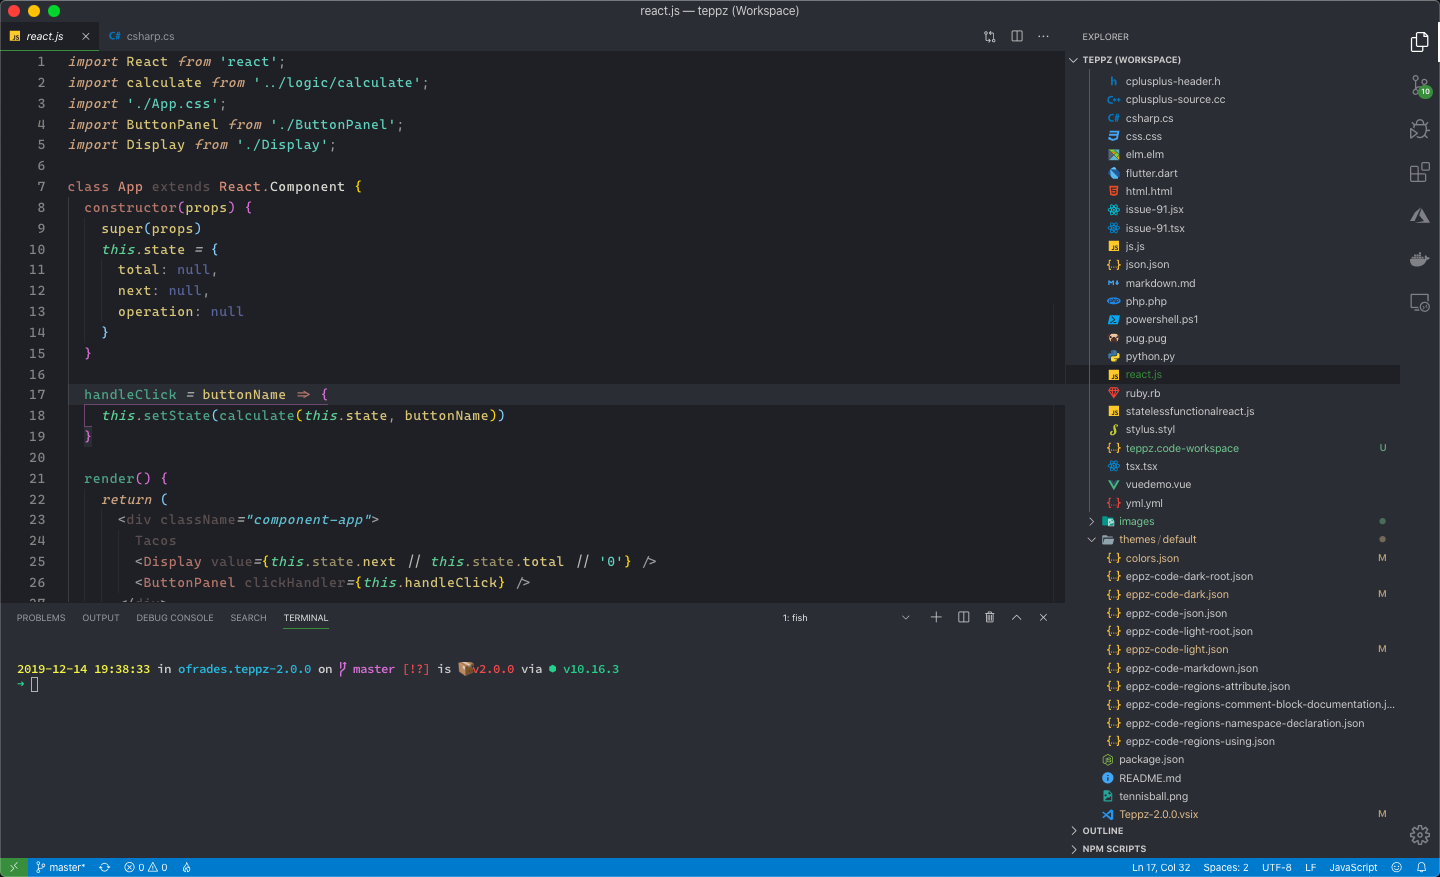 react.js — teppz (Workspace)
react.js
C# csharp.cs
1 import React from 'react';
2 import calculate from '../logic/calculate';
3 import './App.css';
4 import ButtonPanel from './ButtonPanel';
5 import Display from './Display';
6
7 class App extends React.Component {
8 constructor(props) {
9 super(props)
10 this.state = {
11 total: null,
12 next: null,
13 operation: null
14 }
15 }
16
17 handleClick = buttonName => {
18 this.setState(calculate(this.state, buttonName))
19 }
20
21 render() {
22 return (
23 <div className="component-app">
24 Tacos
25 <Display value={this.state.next || this.state.total || '0'} />
26 <ButtonPanel clickHandler={this.handleClick} />
27 </div>
PROBLEMS OUTPUT DEBUG CONSOLE SEARCH TERMINAL
1: fish
2019-12-14 19:38:33 in ofrades.teppz-2.0.0 on master [!?] is v2.0.0 via v10.16.3
EXPLORER
TEPPZ (WORKSPACE)
h cplusplus-header.h
C++ cplusplus-source.cc
C# csharp.cs
css.css
elm.elm
flutter.dart
html.html
issue-91.jsx
issue-91.tsx
JS js.js
{..} json.json
markdown.md
php.php
powershell.ps1
pug.pug
python.py
JS react.js
ruby.rb
JS statelessfunctionalreact.js
stylus.styl
{..} teppz.code-workspace U
tsx.tsx
vuedemo.vue
{..} yml.yml
images
themes / default
{..} colors.json M
{..} eppz-code-dark-root.json
{..} eppz-code-dark.json M
{..} eppz-code-json.json
{..} eppz-code-light-root.json
{..} eppz-code-light.json M
{..} eppz-code-markdown.json
{..} eppz-code-regions-attribute.json
{..} eppz-code-regions-comment-block-documentation.j...
{..} eppz-code-regions-namespace-declaration.json
{..} eppz-code-regions-using.json
package.json
README.md
tennisball.png
Teppz-2.0.0.vsix M
OUTLINE
NPM SCRIPTS
10
master* 0 0
Ln 17, Col 32 Spaces: 2 UTF-8 LF JavaScript